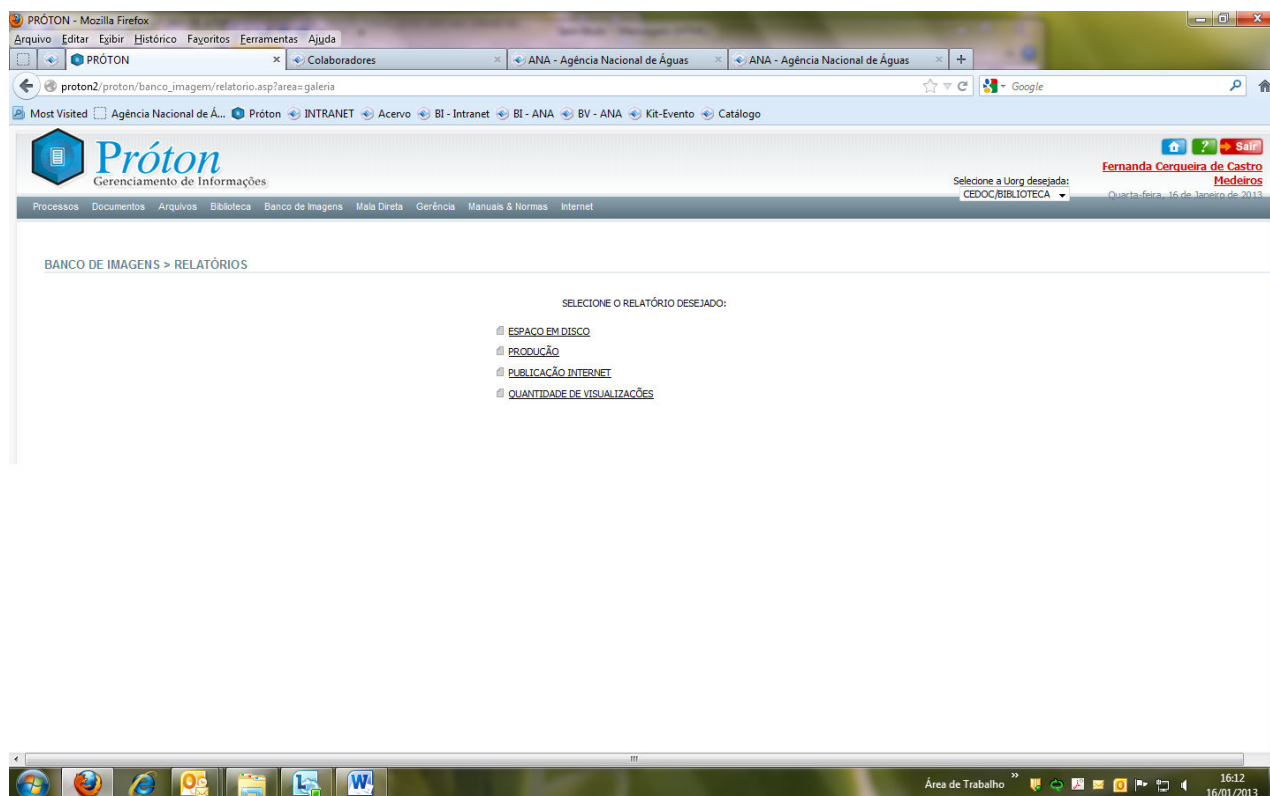 PRÓTON - Mozilla Firefox
Arquivo Editar Exibir Histórico Favoritos Ferramentas Ajuda
PRÓTON Colaboradores ANA - Agência Nacional de Águas ANA - Agência Nacional de Águas
proton2/proton/banco_imagem/relatorio.asp?area=galeria Google
Most Visited Agência Nacional de Á... Próton INTRANET Acervo BI - Intranet BI - ANA BV - ANA Kit-Evento Catálogo
Próton
Gerenciamento de Informações
? Sair
Fernanda Cerqueira de Castro
Medeiros
Selecione a Uorg desejada:
CEDOC/BIBLIOTECA
Quarta-feira, 16 de Janeiro de 2013
Processos Documentos Arquivos Biblioteca Banco de Imagens Mala Direta Gerência Manuais & Normas Internet
BANCO DE IMAGENS > RELATÓRIOS
SELECIONE O RELATÓRIO DESEJADO:
ESPAÇO EM DISCO
PRODUCÃO
PUBLICAÇÃO INTERNET
QUANTIDADE DE VISUALIZAÇÕES
Área de Trabalho »
16:12
16/01/2013